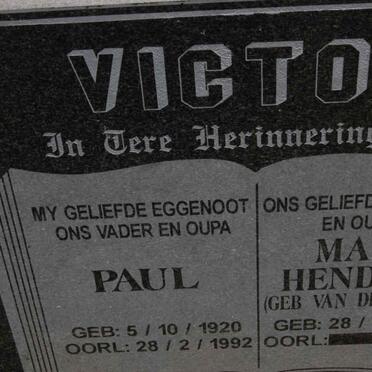 VICTO
In Tere Herinnering
MY GELIEFDE EGGENOOT
ONS VADER EN OUPA
PAUL
GEB: 5 / 10 / 1920
OORL: 28 / 2 / 1992
ONS GELIEFD
EN OU
MA
HEND
(GEB VAN DE
GEB: 28 /
OORL: